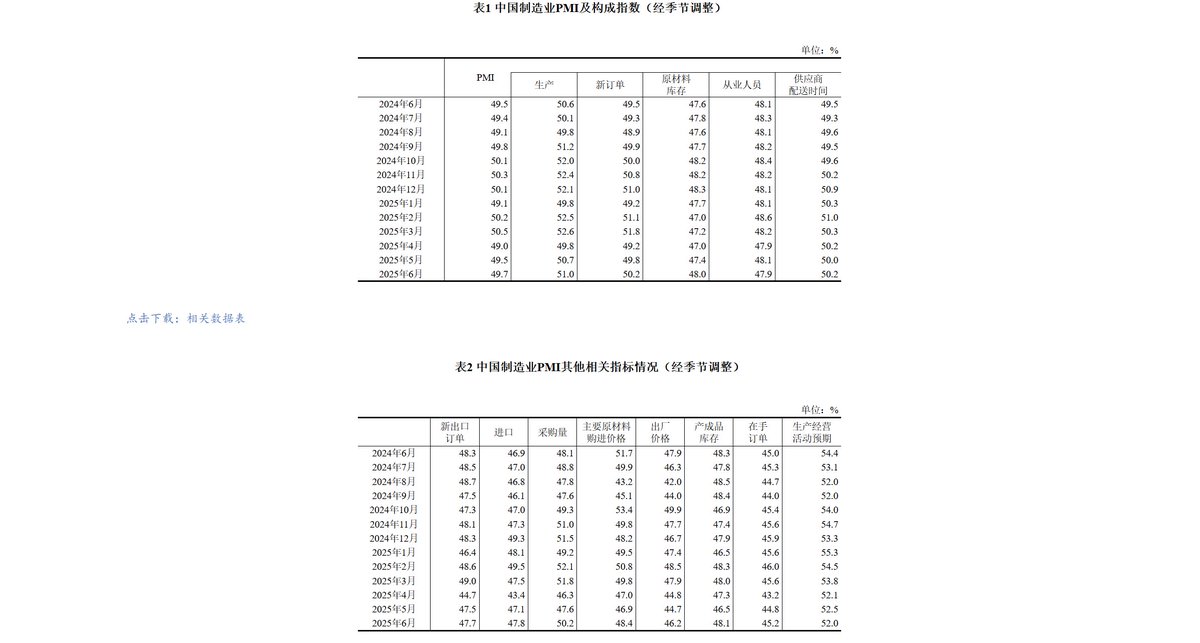 表1 中国制造业PMI及构成指数（经季节调整）
单位：%
PMI 生产 新订单 原材料库存 从业人员 供应商配送时间
2024年6月 49.5 50.6 49.5 47.6 48.1 49.5
2024年7月 49.4 50.1 49.3 47.8 48.3 49.3
2024年8月 49.1 49.8 48.9 47.6 48.1 49.6
2024年9月 49.8 51.2 49.9 47.7 48.2 49.5
2024年10月 50.1 52.0 50.0 48.2 48.4 49.6
2024年11月 50.3 52.4 50.8 48.2 48.2 50.2
2024年12月 50.1 52.1 51.0 48.3 48.1 50.9
2025年1月 49.1 49.8 49.2 47.7 48.1 50.3
2025年2月 50.2 52.5 51.1 47.0 48.6 51.0
2025年3月 50.5 52.6 51.8 47.2 48.2 50.3
2025年4月 49.0 49.8 49.2 47.0 47.9 50.2
2025年5月 49.5 50.7 49.8 47.4 48.1 50.0
2025年6月 49.7 51.0 50.2 48.0 47.9 50.2
点击下载：相关数据表
表2 中国制造业PMI其他相关指标情况（经季节调整）
单位：%
新出口订单 进口 采购量 主要原材料购进价格 出厂价格 产成品库存 在手订单 生产经营活动预期
2024年6月 48.3 46.9 48.1 51.7 47.9 48.3 45.0 54.4
2024年7月 48.5 47.0 48.8 49.9 46.3 47.8 45.3 53.1
2024年8月 48.7 46.8 47.8 43.2 42.0 48.5 44.7 52.0
2024年9月 47.5 46.1 47.6 45.1 44.0 48.4 44.0 52.0
2024年10月 47.3 47.0 49.3 53.4 49.9 46.9 45.4 54.0
2024年11月 48.1 47.3 51.0 49.8 47.7 47.4 45.6 54.7
2024年12月 48.3 49.3 51.5 48.2 46.7 47.9 45.9 53.3
2025年1月 46.4 48.1 49.2 49.5 47.4 46.5 45.6 55.3
2025年2月 48.6 49.5 52.1 50.8 48.5 48.3 46.0 54.5
2025年3月 49.0 47.5 51.8 49.8 47.9 48.0 45.6 53.8
2025年4月 44.7 43.4 46.3 47.0 44.8 47.3 43.2 52.1
2025年5月 47.5 47.1 47.6 46.9 44.7 46.5 44.8 52.5
2025年6月 47.7 47.8 50.2 48.4 46.2 48.1 45.2 52.0